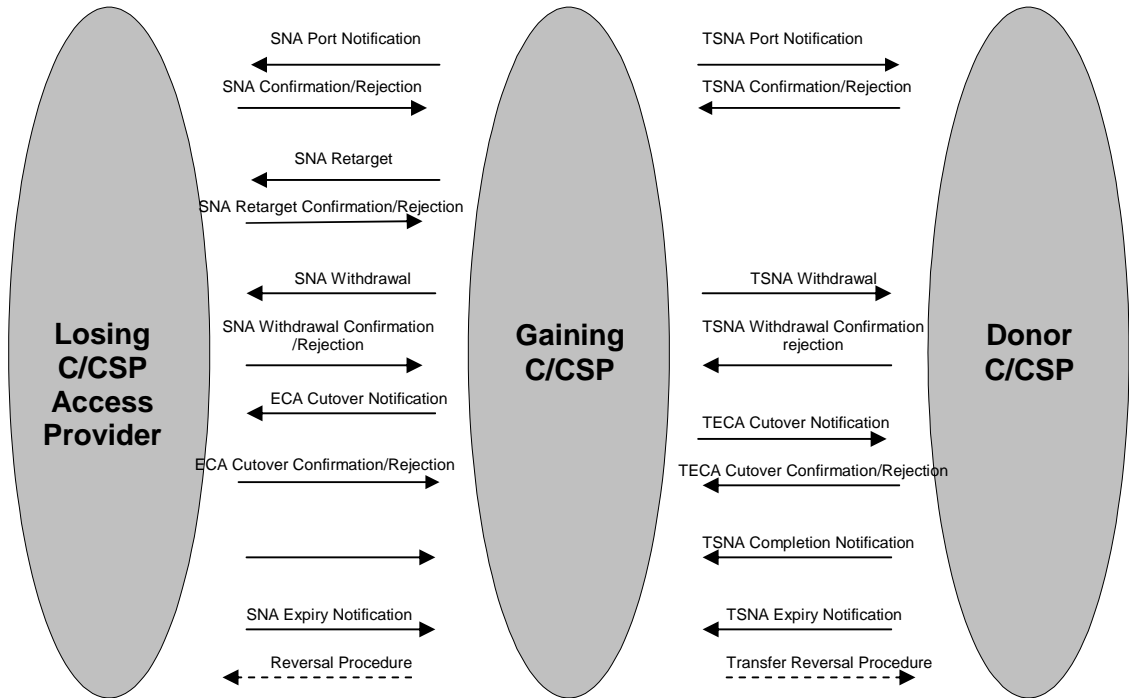 SNA Port Notification
TSNA Port Notification
SNA Confirmation/Rejection
TSNA Confirmation/Rejection
SNA Retarget
SNA Retarget Confirmation/Rejection
SNA Withdrawal
TSNA Withdrawal
SNA Withdrawal Confirmation
/Rejection
TSNA Withdrawal Confirmation
rejection
Losing
C/CSP
Access
Provider
Gaining
C/CSP
Donor
C/CSP
ECA Cutover Notification
TECA Cutover Notification
ECA Cutover Confirmation/Rejection
TECA Cutover Confirmation/Rejection
TSNA Completion Notification
SNA Expiry Notification
TSNA Expiry Notification
Reversal Procedure
Transfer Reversal Procedure